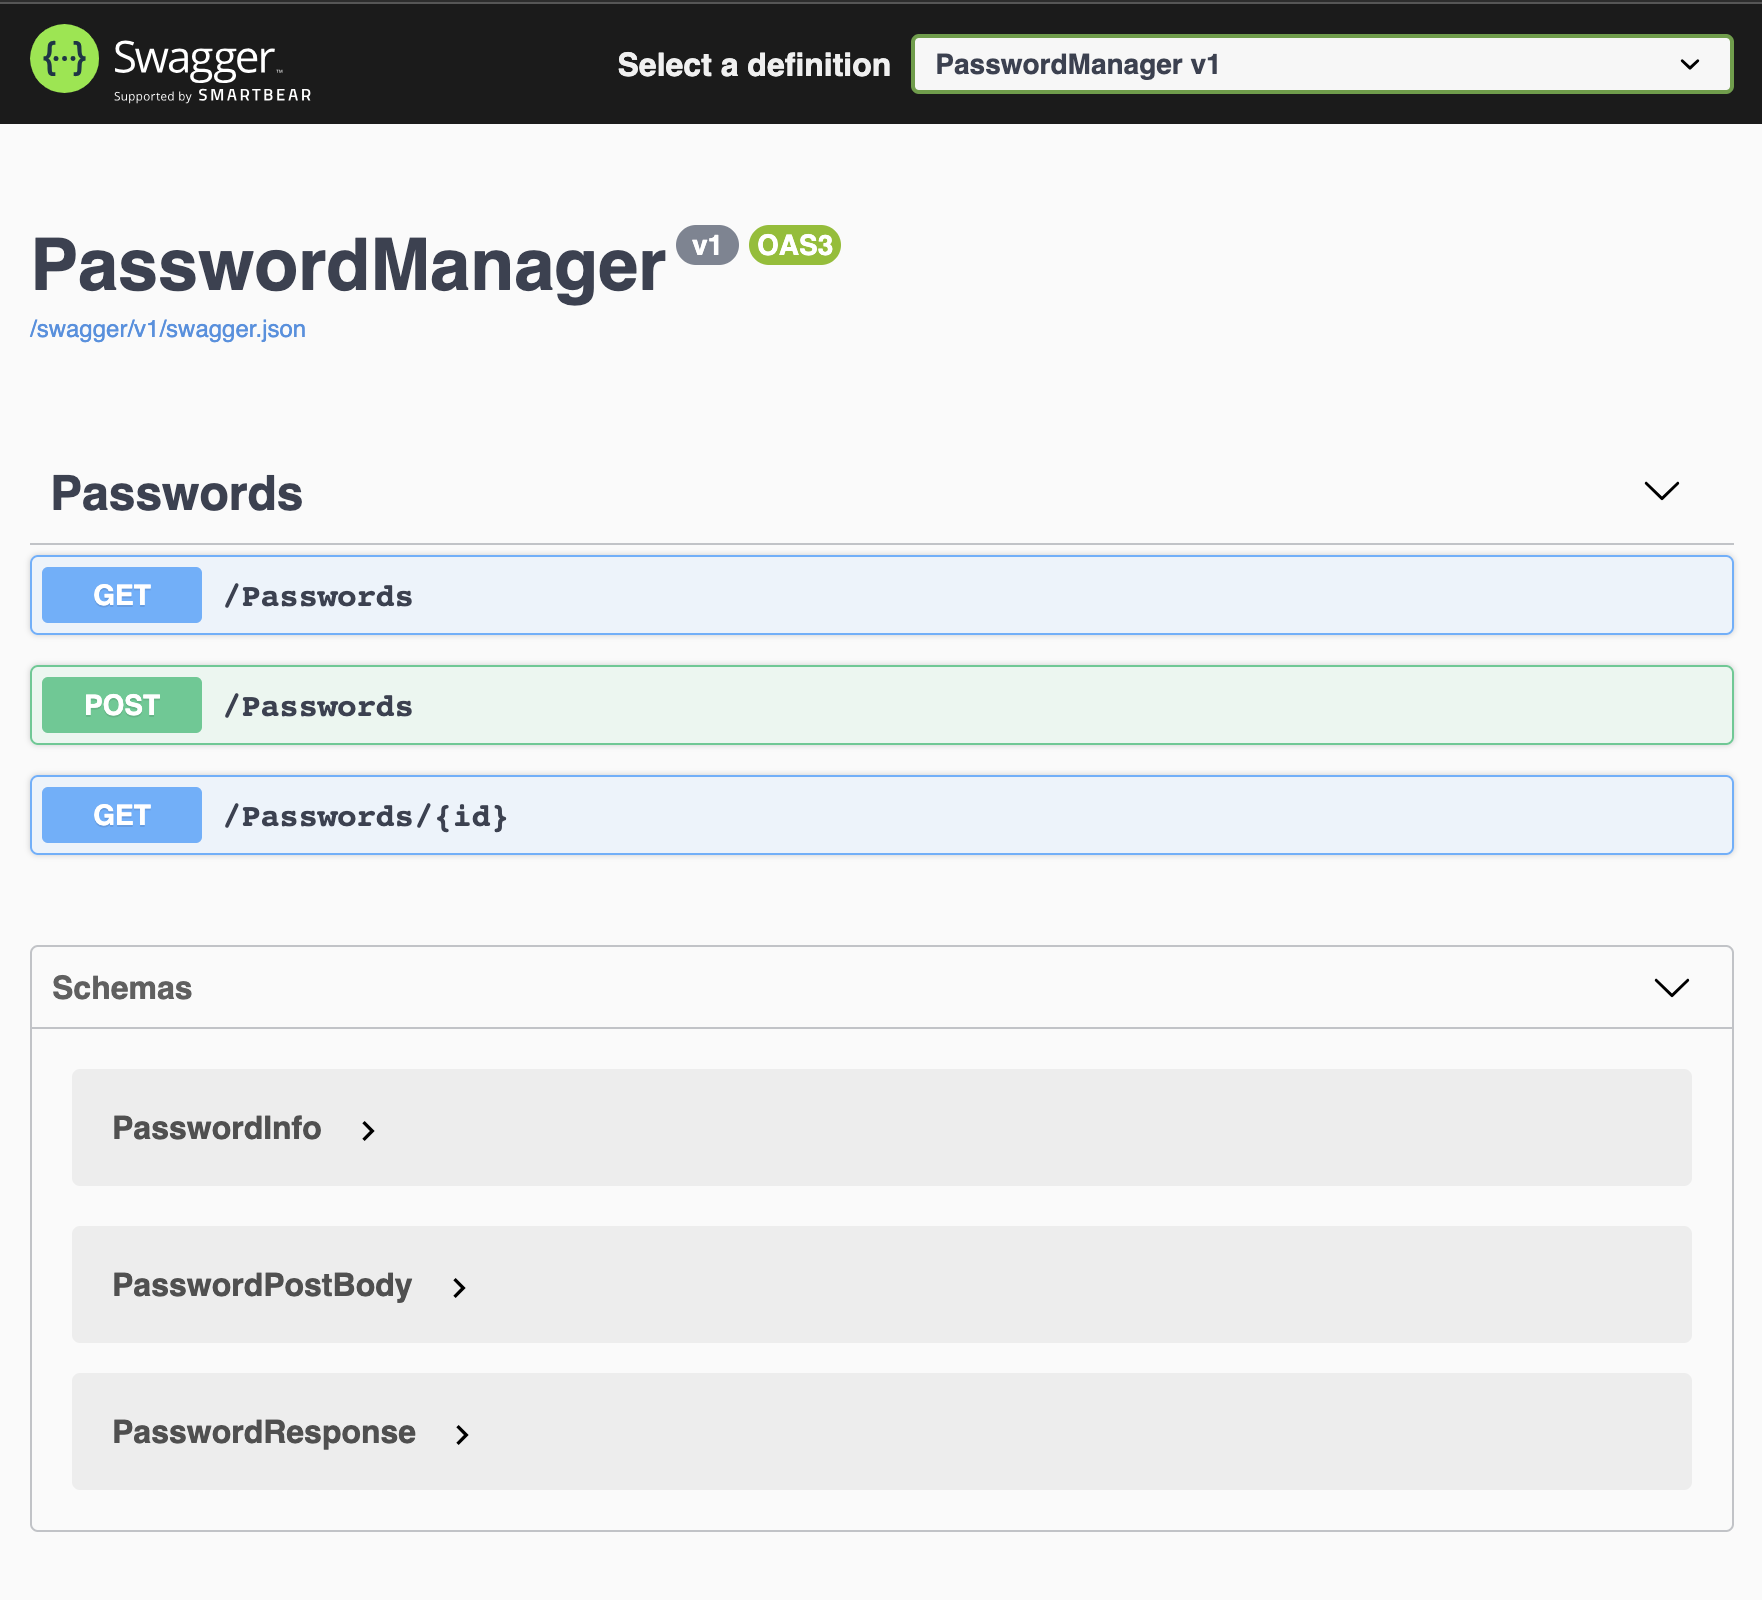 {···} Swagger™
Supported by SMARTBEAR
Select a definition
PasswordManager v1
PasswordManager v1 OAS3
/swagger/v1/swagger.json
Passwords
GET /Passwords
POST /Passwords
GET /Passwords/{id}
Schemas
PasswordInfo
PasswordPostBody
PasswordResponse